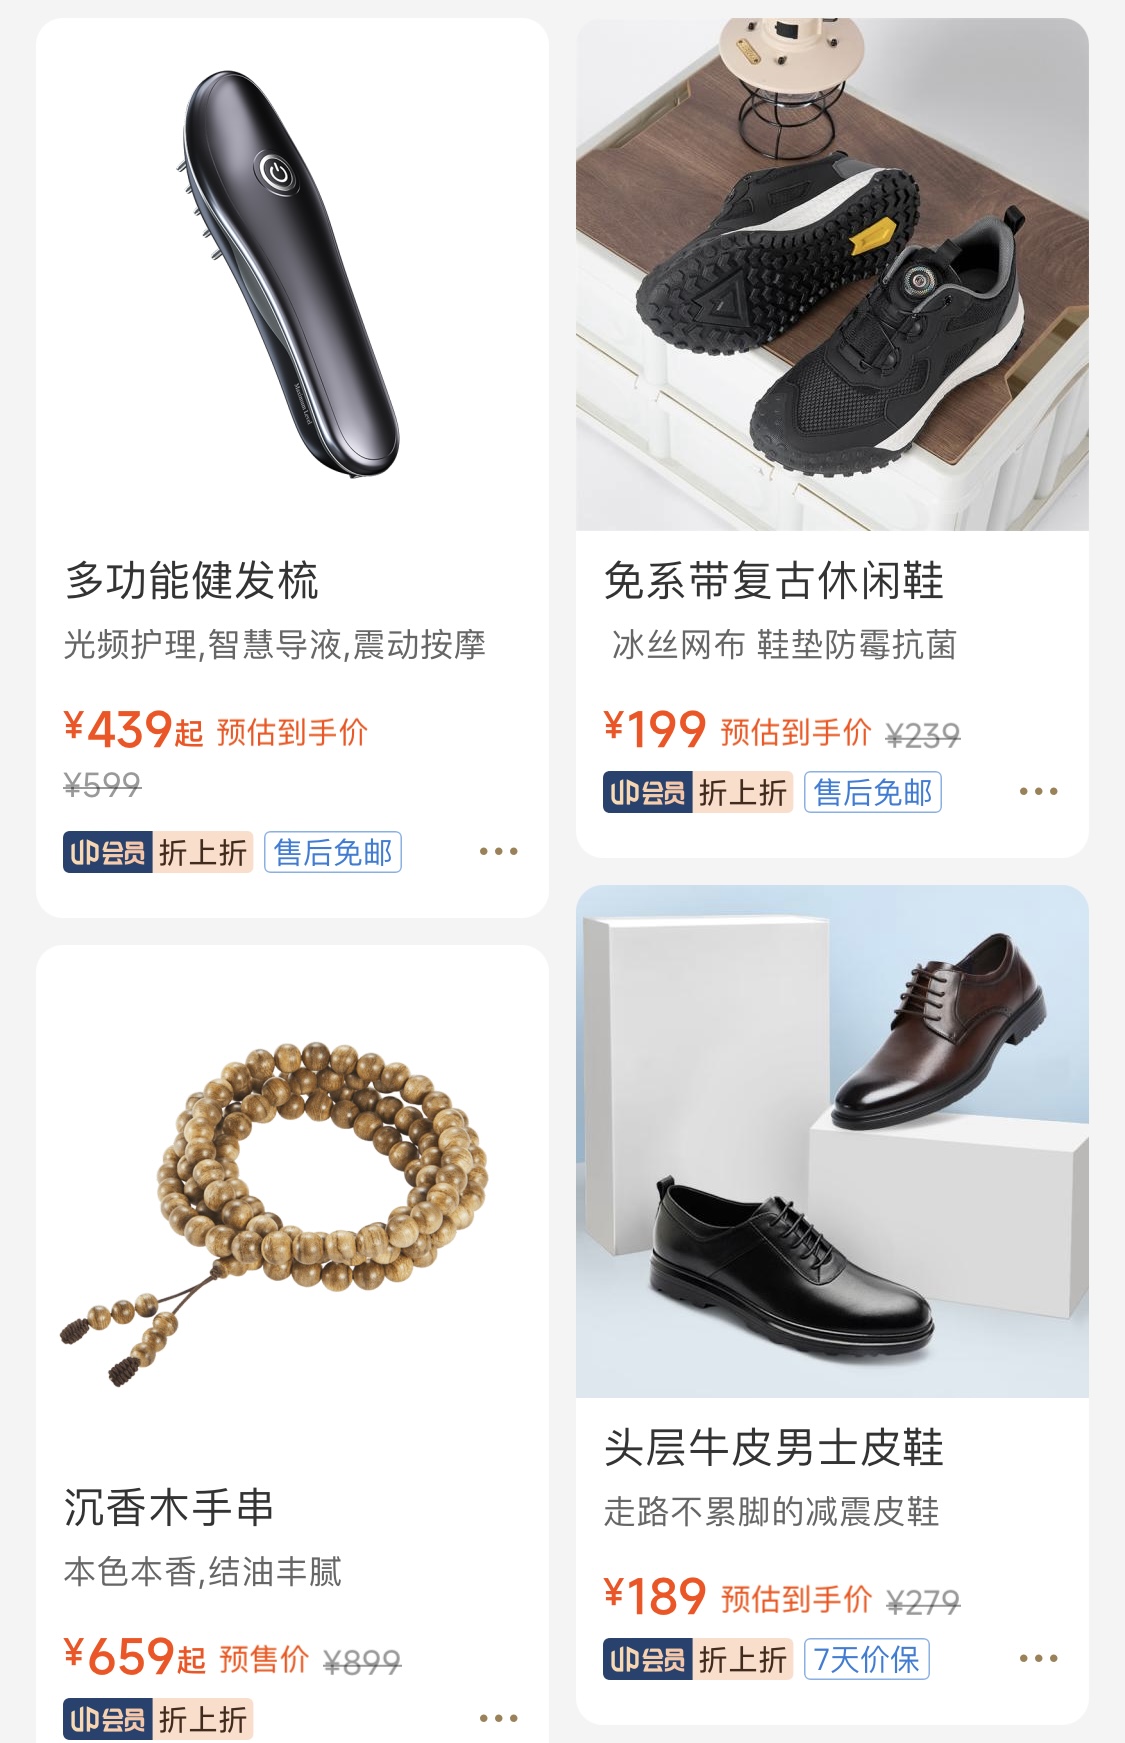 多功能健发梳
光频护理,智慧导液,震动按摩
¥439起 预估到手价
¥599
UP会员 折上折 售后免邮
免系带复古休闲鞋
冰丝网布 鞋垫防霉抗菌
¥199 预估到手价 ¥239
UP会员 折上折 售后免邮
沉香木手串
本色本香,结油丰腻
¥659起 预售价 ¥899
UP会员 折上折
头层牛皮男士皮鞋
走路不累脚的减震皮鞋
¥189 预估到手价 ¥279
UP会员 折上折 7天价保